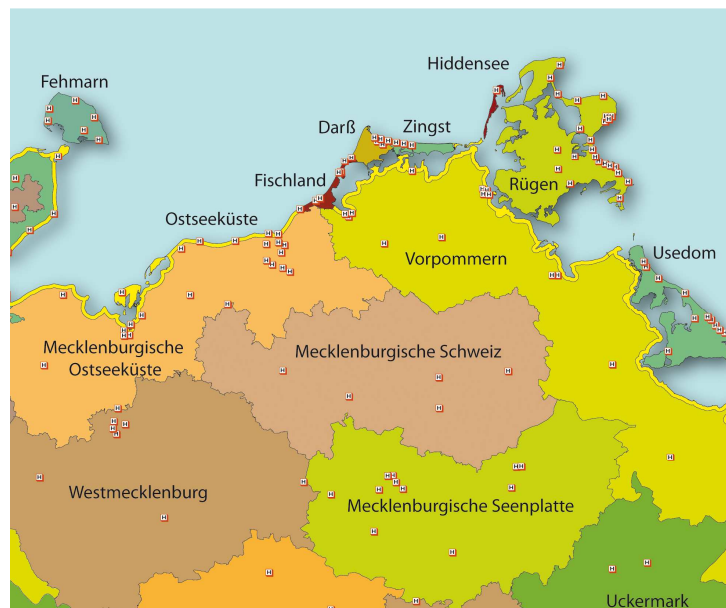 Hiddensee
Fehmarn
Darß
Zingst
Fischland
Rügen
Ostseeküste
Vorpommern
Usedom
Mecklenburgische
Ostseeküste
Mecklenburgische Schweiz
Westmecklenburg
Mecklenburgische Seenplatte
Uckermark